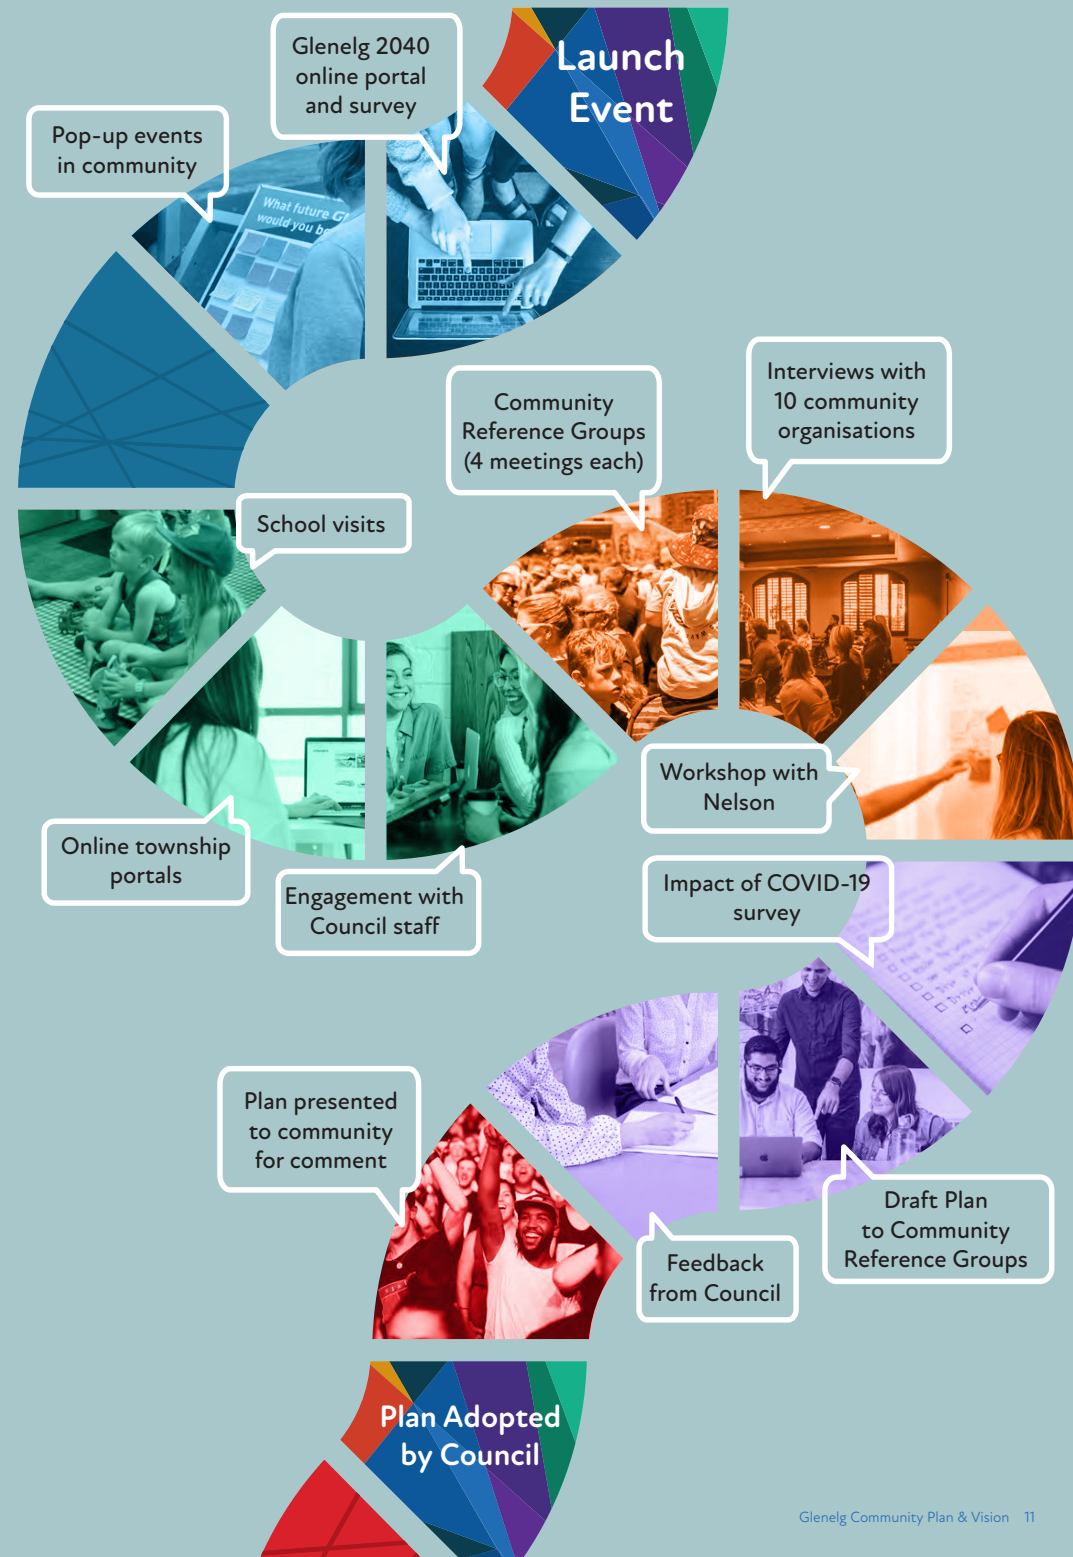 Launch
Event
Glenelg 2040
online portal
and survey
Pop-up events
in community
What future Gl
would you be
School visits
Online township
portals
Engagement with
Council staff
Community
Reference Groups
(4 meetings each)
Interviews with
10 community
organisations
Workshop with
Nelson
Impact of COVID-19
survey
Draft Plan
to Community
Reference Groups
Feedback
from Council
Plan presented
to community
for comment
Plan Adopted
by Council
Glenelg Community Plan & Vision 11